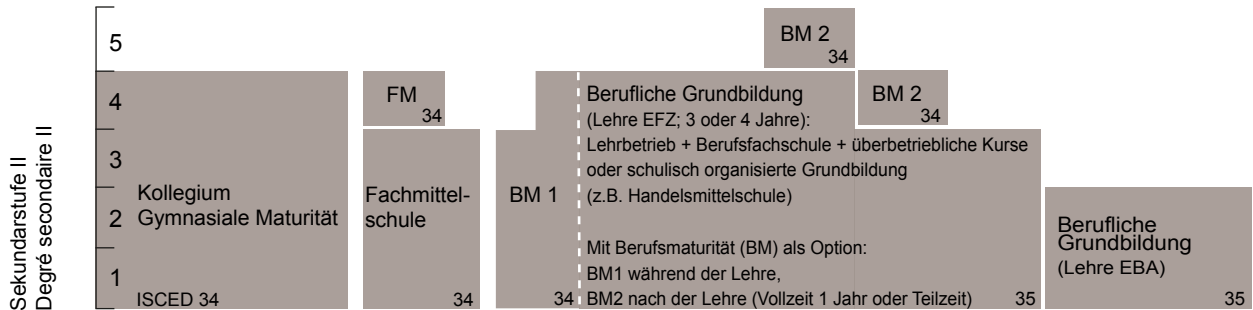 Sekundarstufe II
Degré secondaire II
5
4
3
2
1
Kollegium
Gymnasiale Maturität
ISCED 34
FM
34
Fachmittel-
schule
34
BM 1
34
BM 2
34
BM 2
34
Berufliche Grundbildung
(Lehre EFZ; 3 oder 4 Jahre):
Lehrbetrieb + Berufsfachschule + überbetriebliche Kurse
oder schulisch organisierte Grundbildung
(z.B. Handelsmittelschule)
Mit Berufsmaturität (BM) als Option:
BM1 während der Lehre,
BM2 nach der Lehre (Vollzeit 1 Jahr oder Teilzeit)
35
Berufliche
Grundbildung
(Lehre EBA)
35